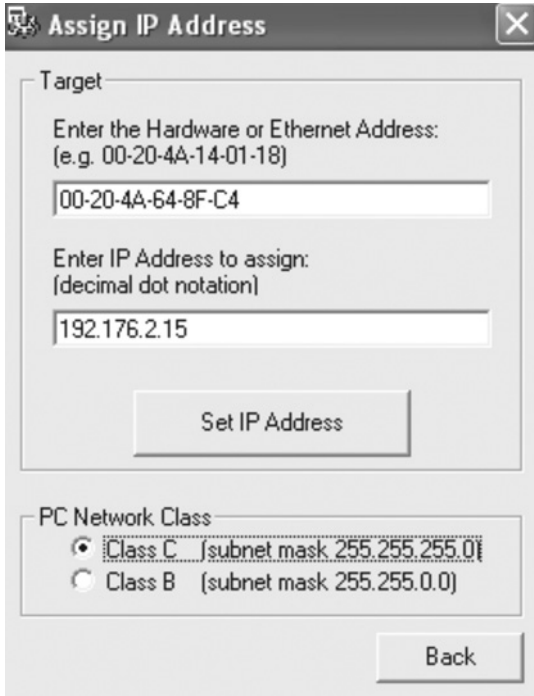 Assign IP Address
Target
Enter the Hardware or Ethernet Address:
(e.g. 00-20-4A-14-01-18)
00-20-4A-64-8F-C4
Enter IP Address to assign:
(decimal dot notation)
192.176.2.15
Set IP Address
PC Network Class
Class C (subnet mask 255.255.255.0)
Class B (subnet mask 255.255.0.0)
Back